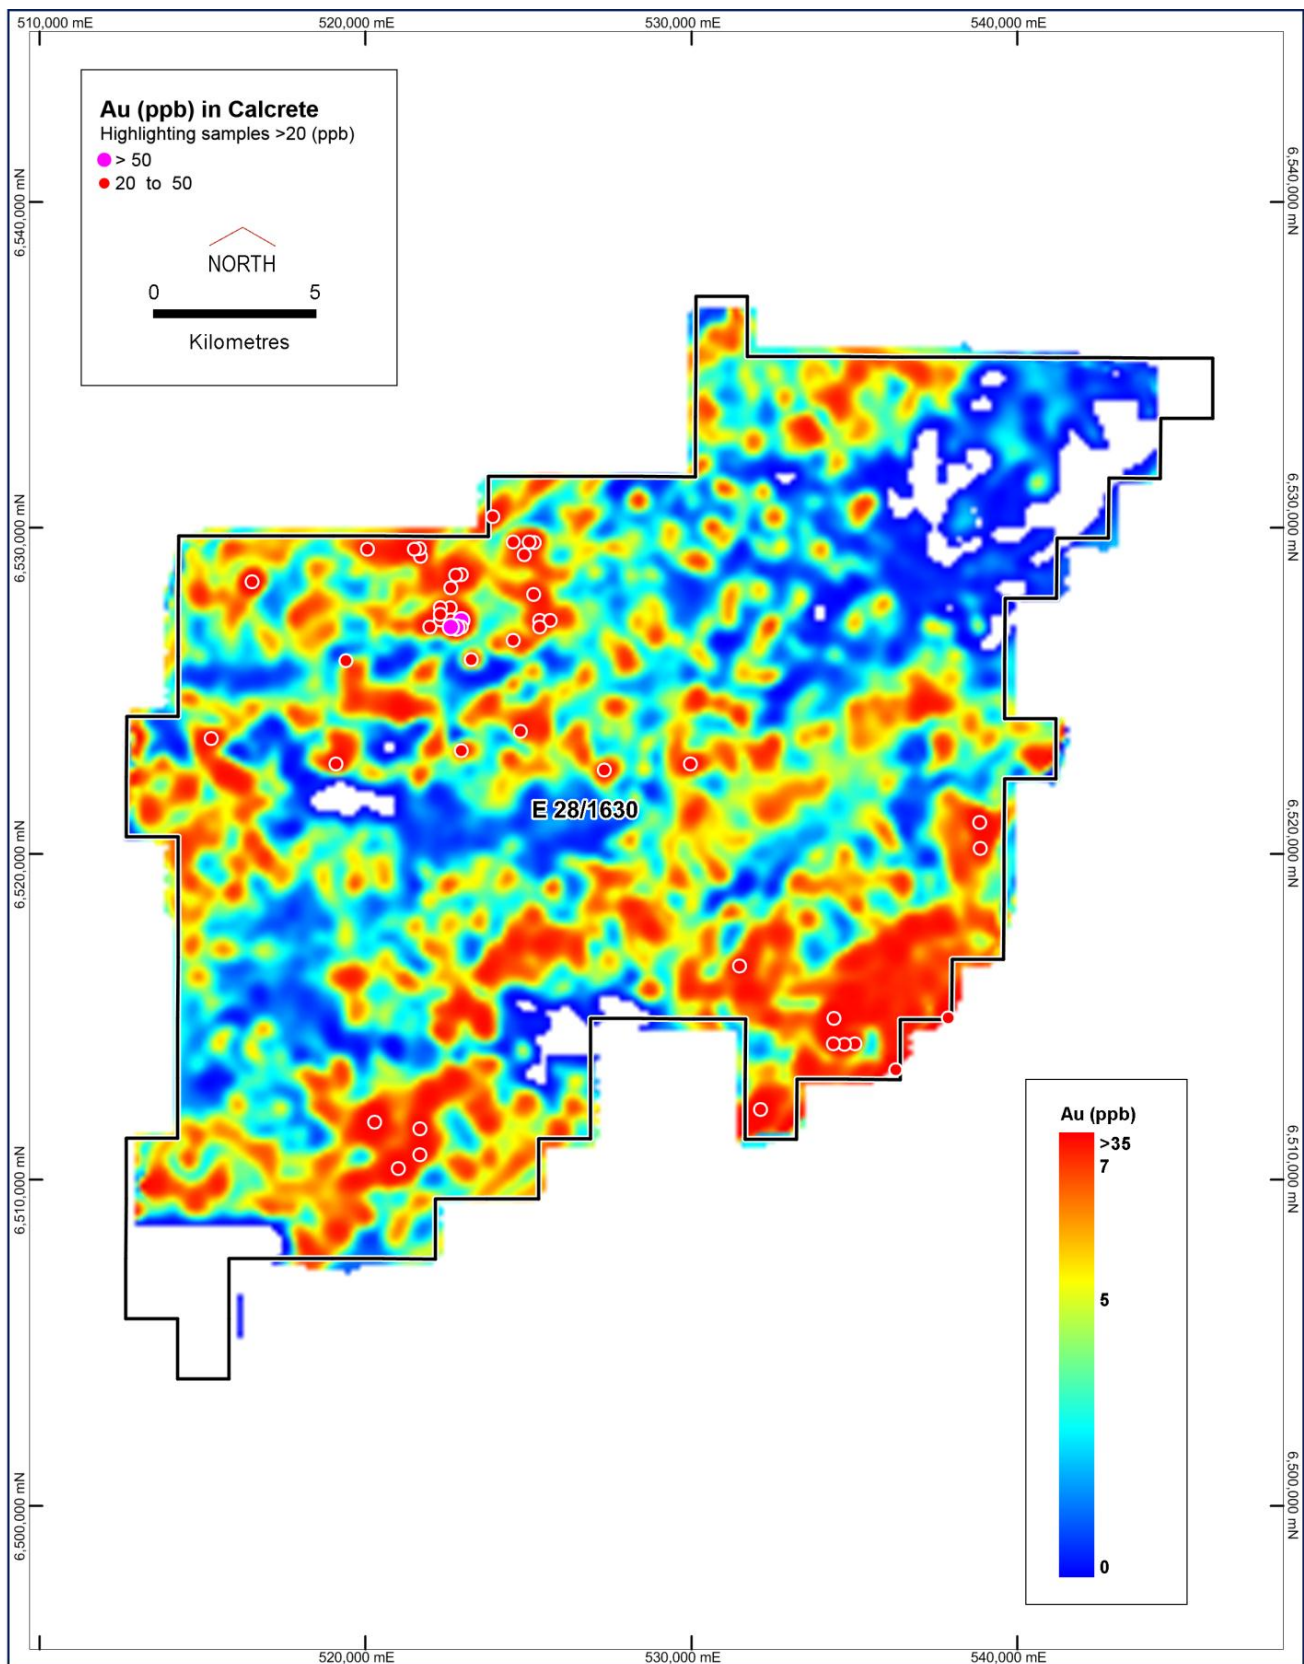 510,000 mE
520,000 mE
530,000 mE
540,000 mE
Au (ppb) in Calcrete
Highlighting samples >20 (ppb)
> 50
20 to 50
NORTH
0 5
Kilometres
6,540,000 mN
6,540,000 mN
6,530,000 mN
6,530,000 mN
E 28/1630
6,520,000 mN
6,520,000 mN
6,510,000 mN
6,510,000 mN
Au (ppb)
>35
7
5
0
6,500,000 mN
6,500,000 mN
520,000 mE
530,000 mE
540,000 mE